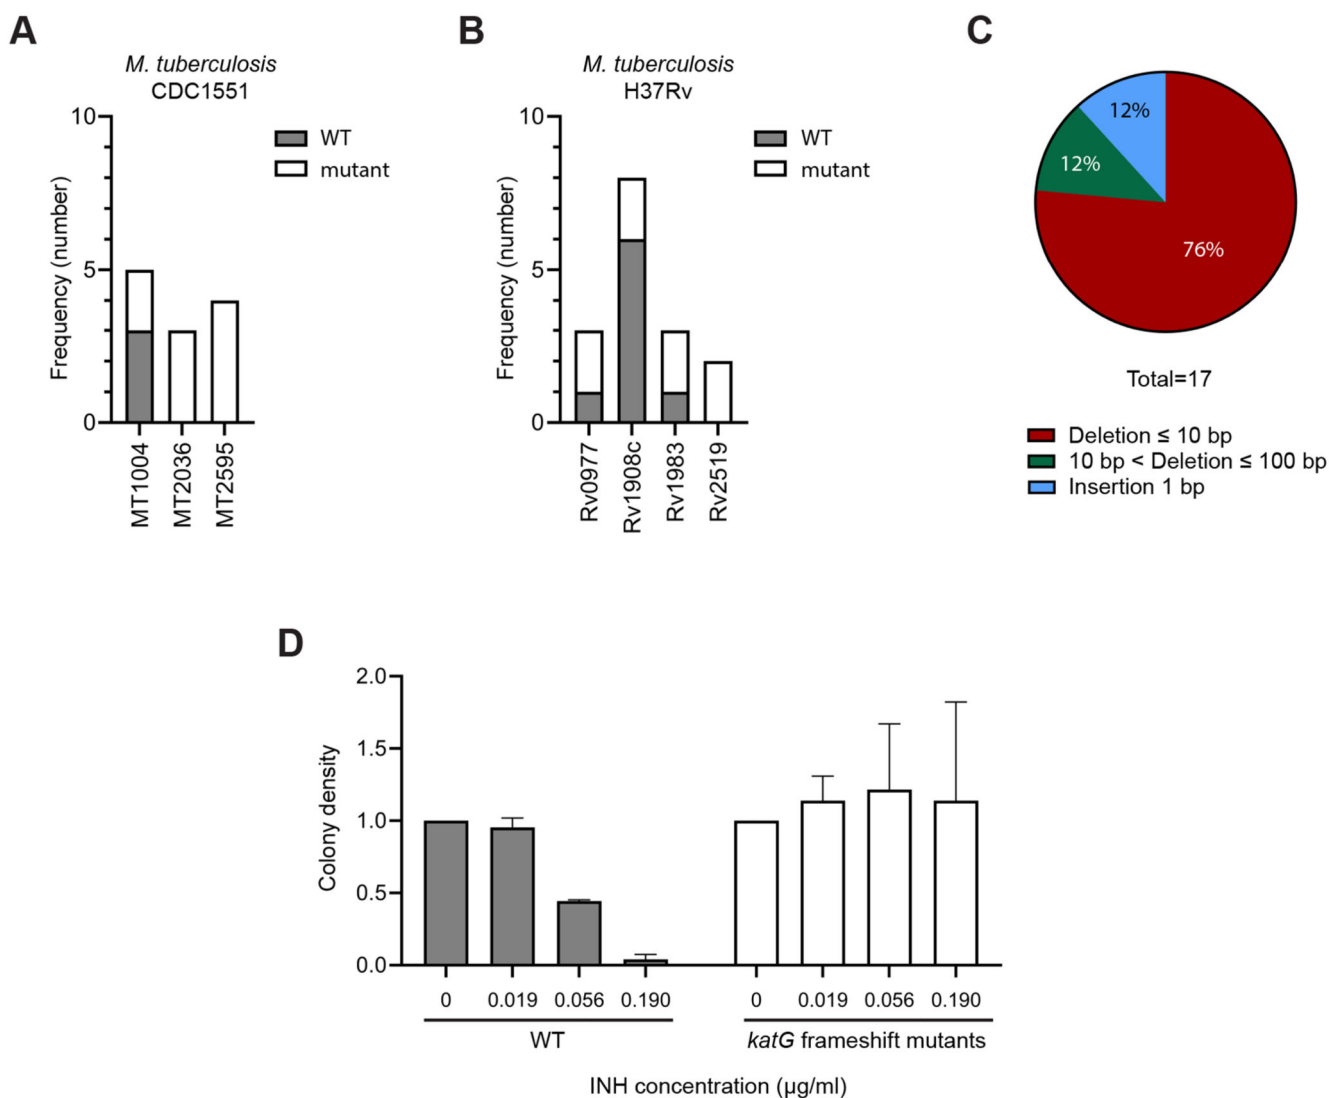 A
M. tuberculosis
CDC1551
10
5
0
Frequency (number)
WT
mutant
MT1004
MT2036
MT2595
B
M. tuberculosis
H37Rv
10
5
0
Frequency (number)
WT
mutant
Rv0977
Rv1908c
Rv1983
Rv2519
C
12%
12%
76%
Total=17
Deletion ≤ 10 bp
10 bp < Deletion ≤ 100 bp
Insertion 1 bp
D
2.0
1.5
1.0
0.5
0.0
Colony density
0 0.019 0.056 0.190 0 0.019 0.056 0.190
WT katG frameshift mutants
INH concentration (µg/ml)